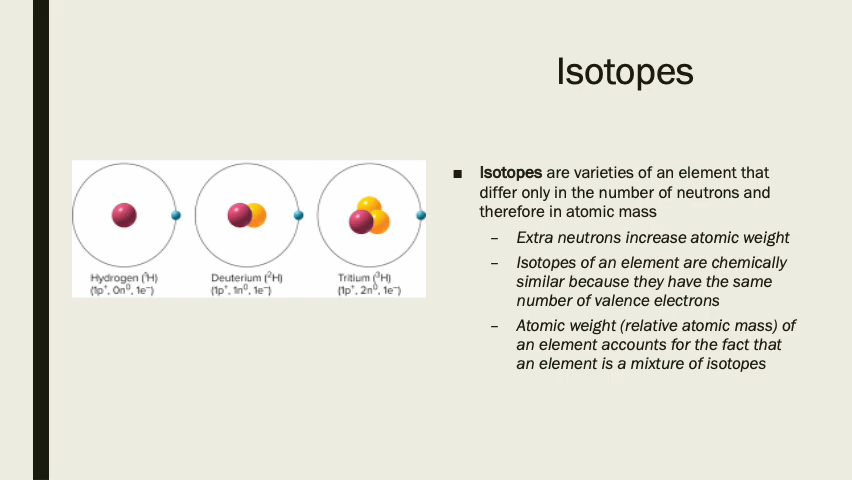 Isotopes
Hydrogen (¹H)
(1p⁺, 0n⁰, 1e⁻)
Deuterium (²H)
(1p⁺, 1n⁰, 1e⁻)
Tritium (³H)
(1p⁺, 2n⁰, 1e⁻)
■ Isotopes are varieties of an element that
differ only in the number of neutrons and
therefore in atomic mass
– Extra neutrons increase atomic weight
– Isotopes of an element are chemically
similar because they have the same
number of valence electrons
– Atomic weight (relative atomic mass) of
an element accounts for the fact that
an element is a mixture of isotopes